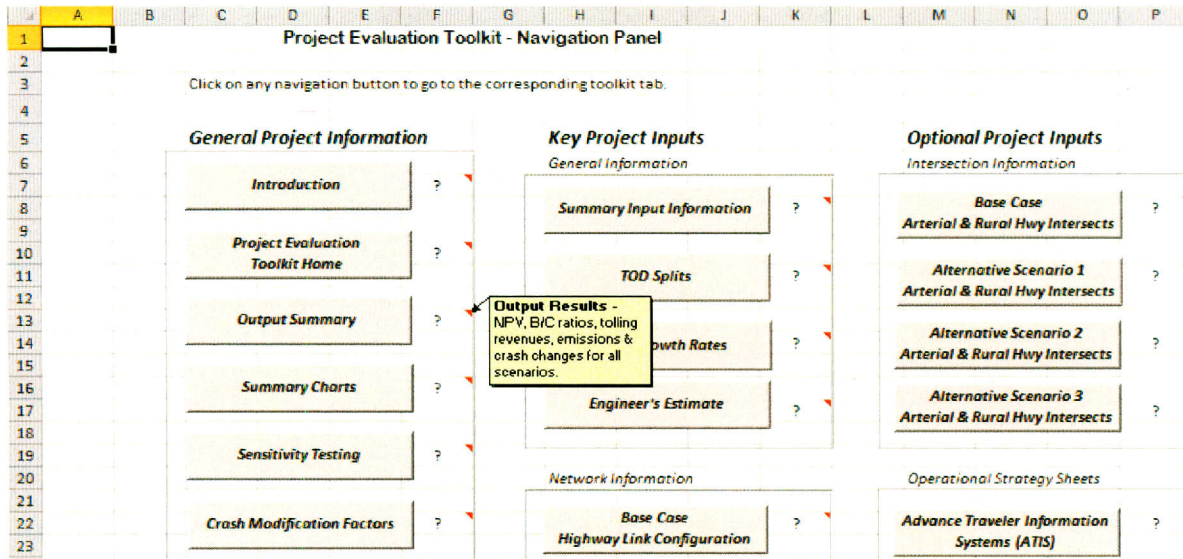 A B C D E F G H I J K L M N O P
1 Project Evaluation Toolkit - Navigation Panel
2
3 Click on any navigation button to go to the corresponding toolkit tab.
4
5 General Project Information Key Project Inputs Optional Project Inputs
6 General Information Intersection Information
7
8
9
10
11
12
13
14
15
16
17
18
19
20
21
22
23
Introduction ?
Project Evaluation
Toolkit Home ?
Output Summary ?
Summary Charts ?
Sensitivity Testing ?
Crash Modification Factors ?
Output Results -
NPV, B/C ratios, tolling
revenues, emissions &
crash changes for all
scenarios.
Summary Input Information ?
TOD Splits ?
owth Rates ?
Engineer's Estimate ?
Network Information
Base Case
Highway Link Configuration ?
Base Case
Arterial & Rural Hwy Intersects ?
Alternative Scenario 1
Arterial & Rural Hwy Intersects ?
Alternative Scenario 2
Arterial & Rural Hwy Intersects ?
Alternative Scenario 3
Arterial & Rural Hwy Intersects ?
Operational Strategy Sheets
Advance Traveler Information
Systems (ATIS) ?